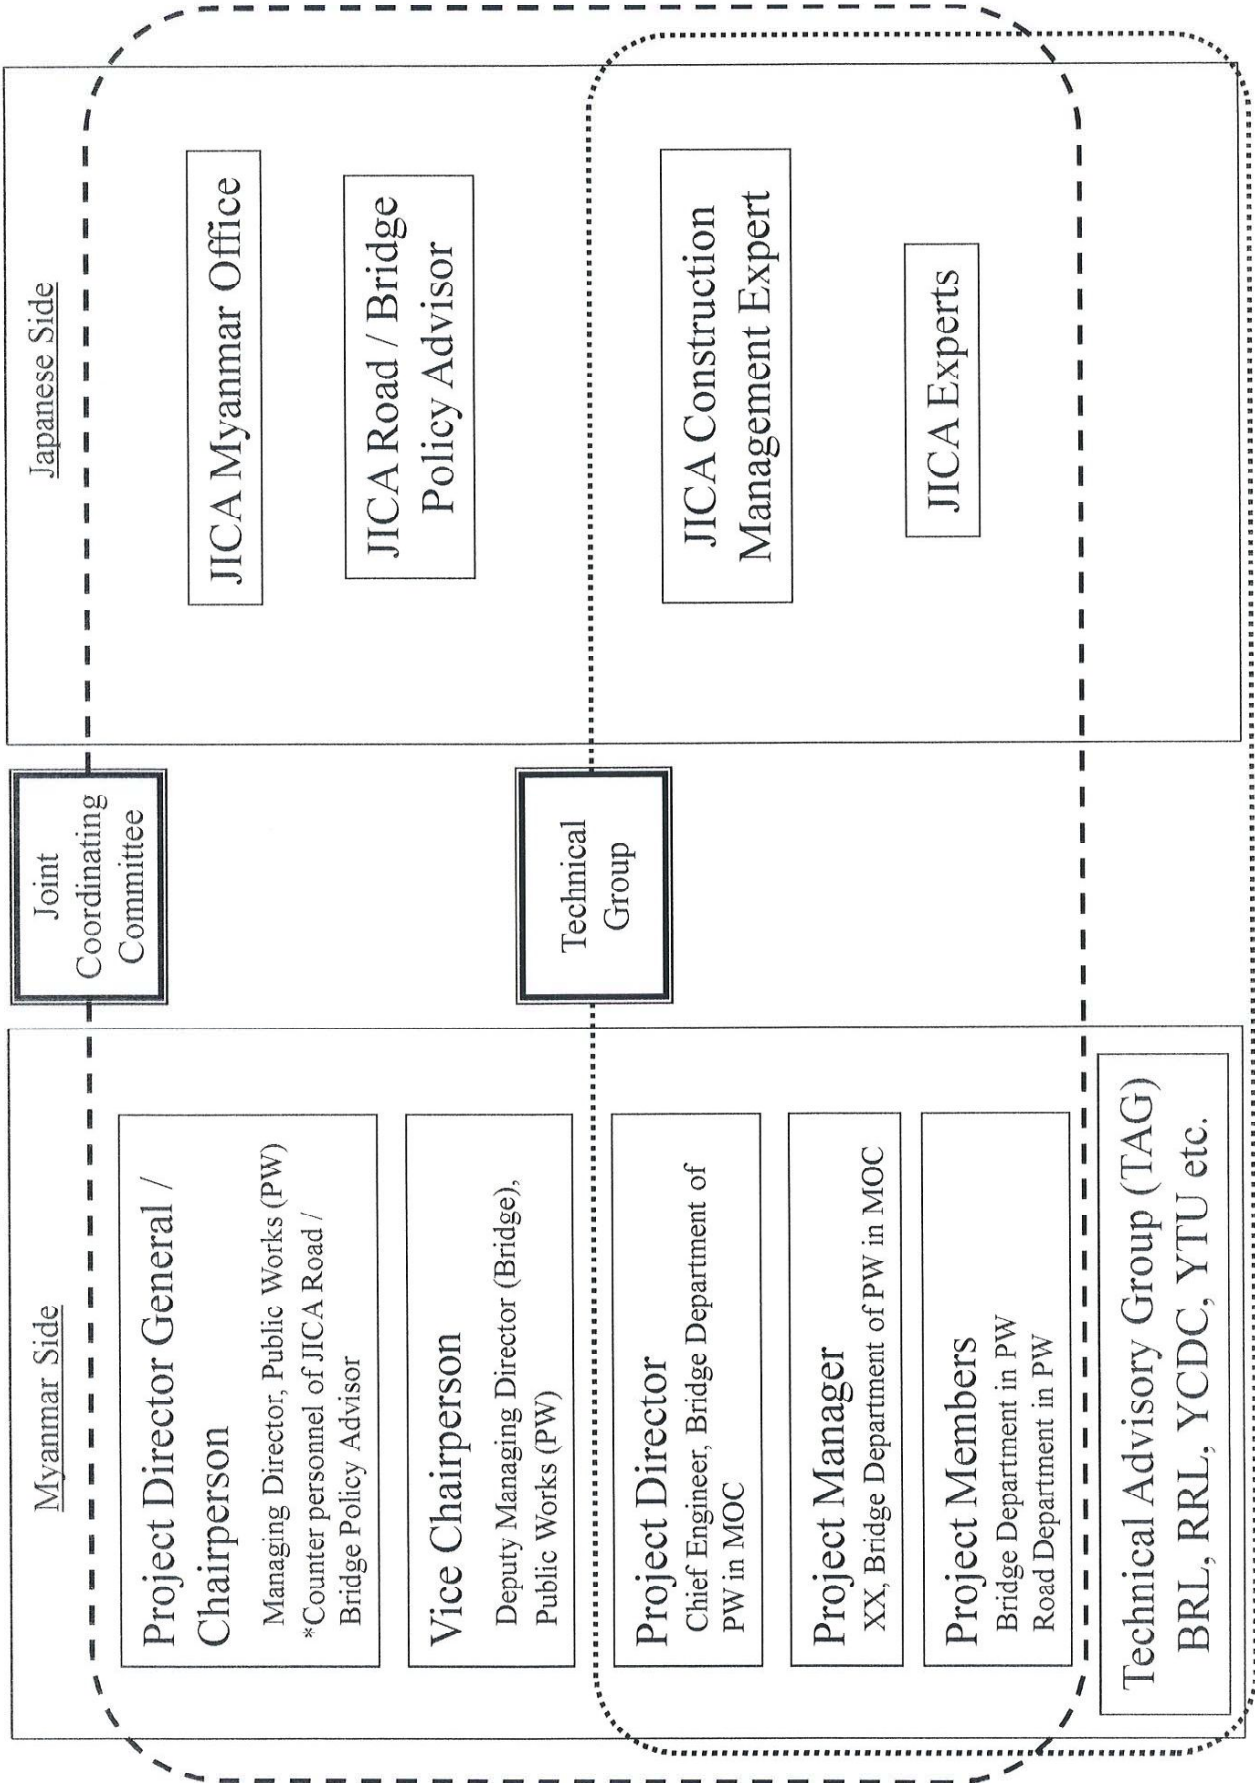 Myanmar Side
Project Director General /
Chairperson
Managing Director, Public Works (PW)
*Counter personnel of JICA Road /
Bridge Policy Advisor
Vice Chairperson
Deputy Managing Director (Bridge),
Public Works (PW)
Project Director
Chief Engineer, Bridge Department of
PW in MOC
Project Manager
XX, Bridge Department of PW in MOC
Project Members
Bridge Department in PW
Road Department in PW
Technical Advisory Group (TAG)
BRL, RRL, YCDC, YTU etc.
Joint
Coordinating
Committee
Technical
Group
Japanese Side
JICA Myanmar Office
JICA Road / Bridge
Policy Advisor
JICA Construction
Management Expert
JICA Experts